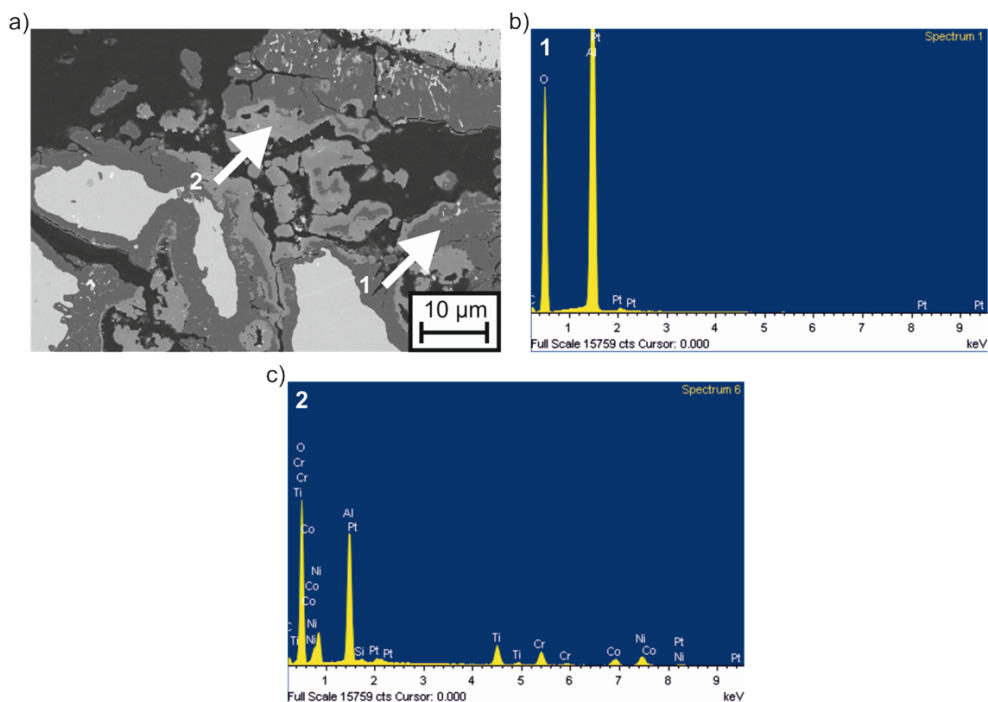 a)
2
1
10 µm
b)
1
Spectrum 1
Pt
Al
O
C
Pt
Pt
Pt
Pt
1 2 3 4 5 6 7 8 9
Full Scale 15759 cts Cursor: 0.000 keV
c)
2
Spectrum 6
O
Cr
Cr
Ti
Al
Pt
Co
Ni
Co
Co
Ni
C
Ti
Ni
Si
Pt
Pt
Ti
Ti
Cr
Cr
Co
Ni
Co
Pt
Ni
Pt
1 2 3 4 5 6 7 8 9
Full Scale 15759 cts Cursor: 0.000 keV